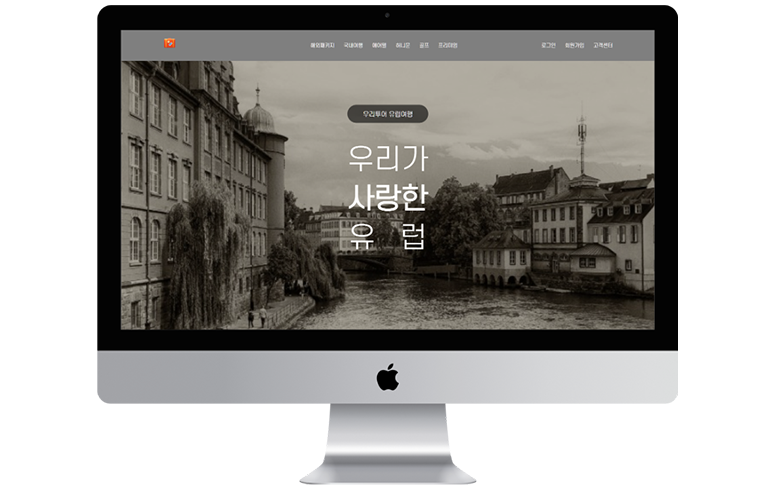 해외패키지 국내여행 에어텔 허니문 골프 프리미엄
로그인 회원가입 고객센터
우리투어 유럽여행
우리가
사랑한
유 럽